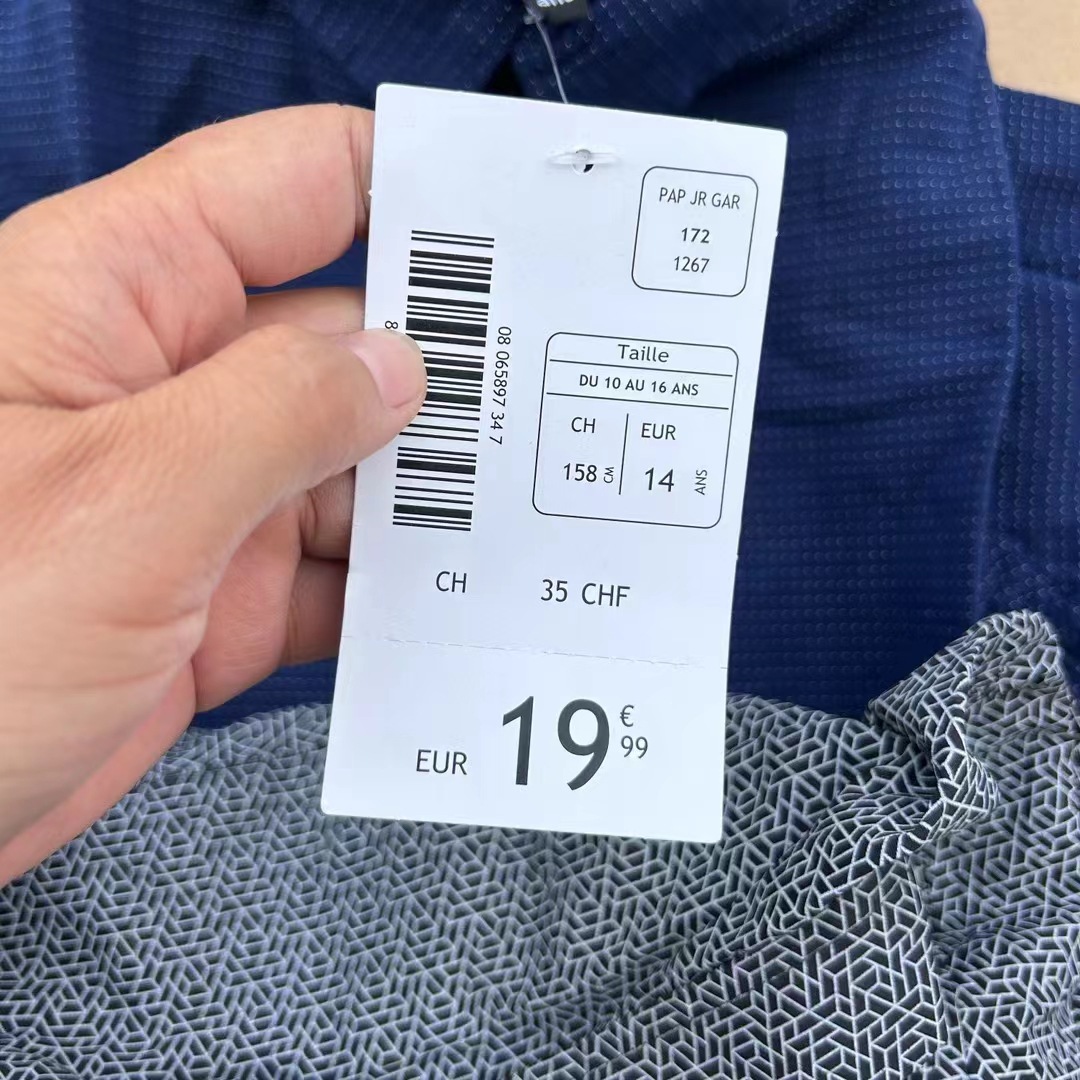 PAP JR GAR
172
1267
8
08 065897 34 7
Taille
DU 10 AU 16 ANS
CH
EUR
158 CM
14 ANS
CH 35 CHF
EUR 19 € 99